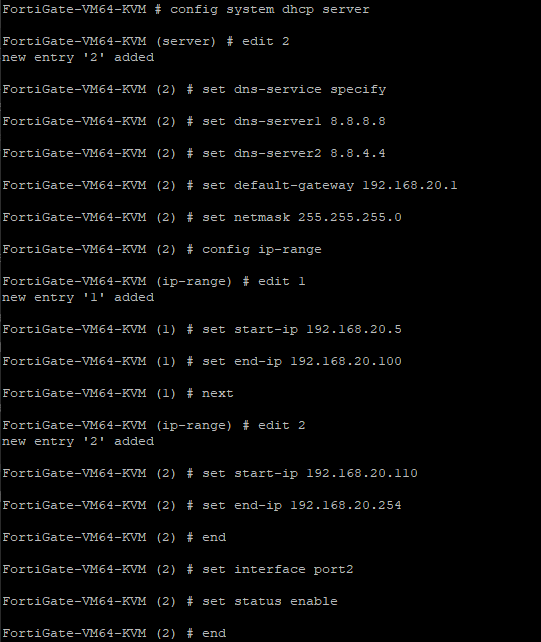 FortiGate-VM64-KVM # config system dhcp server
FortiGate-VM64-KVM (server) # edit 2
new entry '2' added
FortiGate-VM64-KVM (2) # set dns-service specify
FortiGate-VM64-KVM (2) # set dns-server1 8.8.8.8
FortiGate-VM64-KVM (2) # set dns-server2 8.8.4.4
FortiGate-VM64-KVM (2) # set default-gateway 192.168.20.1
FortiGate-VM64-KVM (2) # set netmask 255.255.255.0
FortiGate-VM64-KVM (2) # config ip-range
FortiGate-VM64-KVM (ip-range) # edit 1
new entry '1' added
FortiGate-VM64-KVM (1) # set start-ip 192.168.20.5
FortiGate-VM64-KVM (1) # set end-ip 192.168.20.100
FortiGate-VM64-KVM (1) # next
FortiGate-VM64-KVM (ip-range) # edit 2
new entry '2' added
FortiGate-VM64-KVM (2) # set start-ip 192.168.20.110
FortiGate-VM64-KVM (2) # set end-ip 192.168.20.254
FortiGate-VM64-KVM (2) # end
FortiGate-VM64-KVM (2) # set interface port2
FortiGate-VM64-KVM (2) # set status enable
FortiGate-VM64-KVM (2) # end